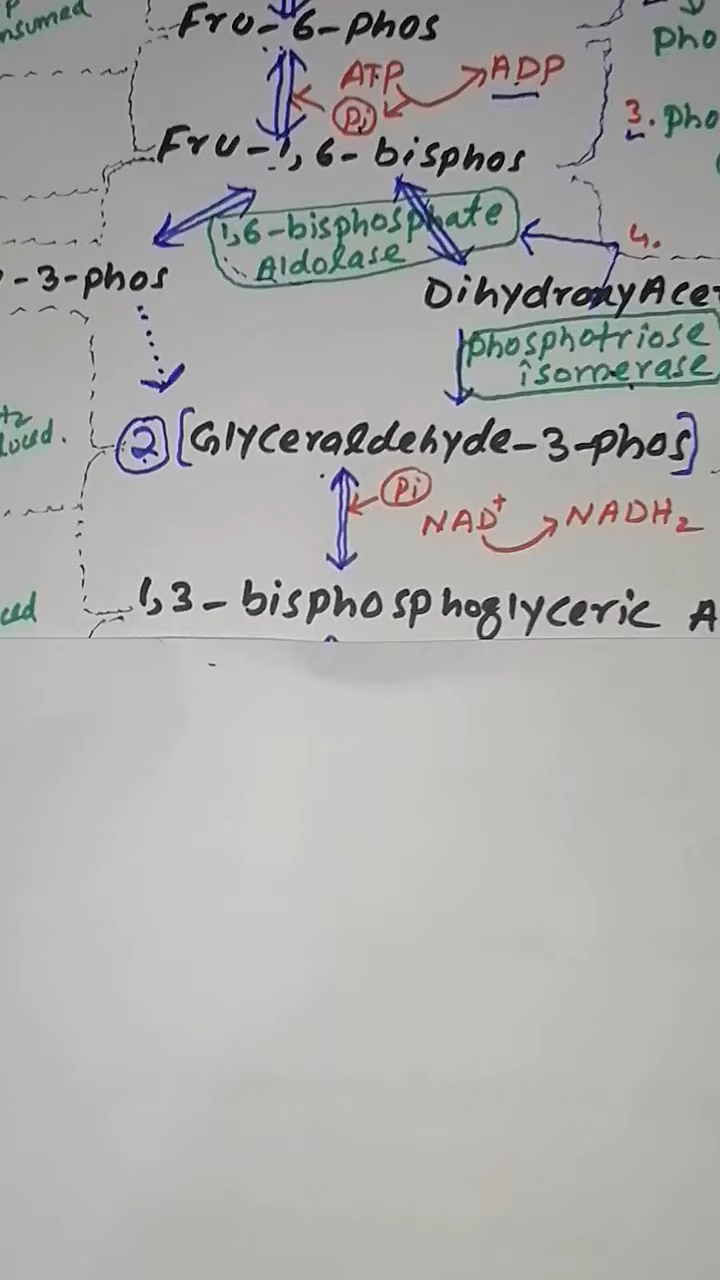 P
nsumed
Fru-6-phos
Pho
ATP
ADP
Pi
3. Pho
Fru-1,6-bisphos
1,6-bisphosphate
Aldolase
4.
-3-phos
phosphotriose
isomerase
2 [Glyceraldehyde-3-phos]
Pi
NAD+ NADH2
1,3-bisphosphoglyceric A